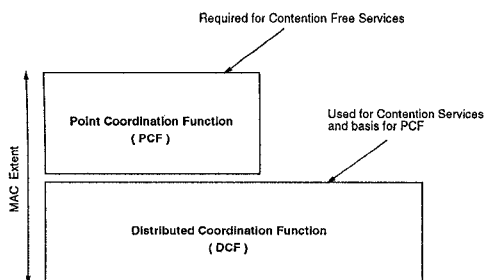 Required for Contention Free Services
Point Coordination Function
( PCF )
Used for Contention Services
and basis for PCF
MAC Extent
Distributed Coordination Function
( DCF )